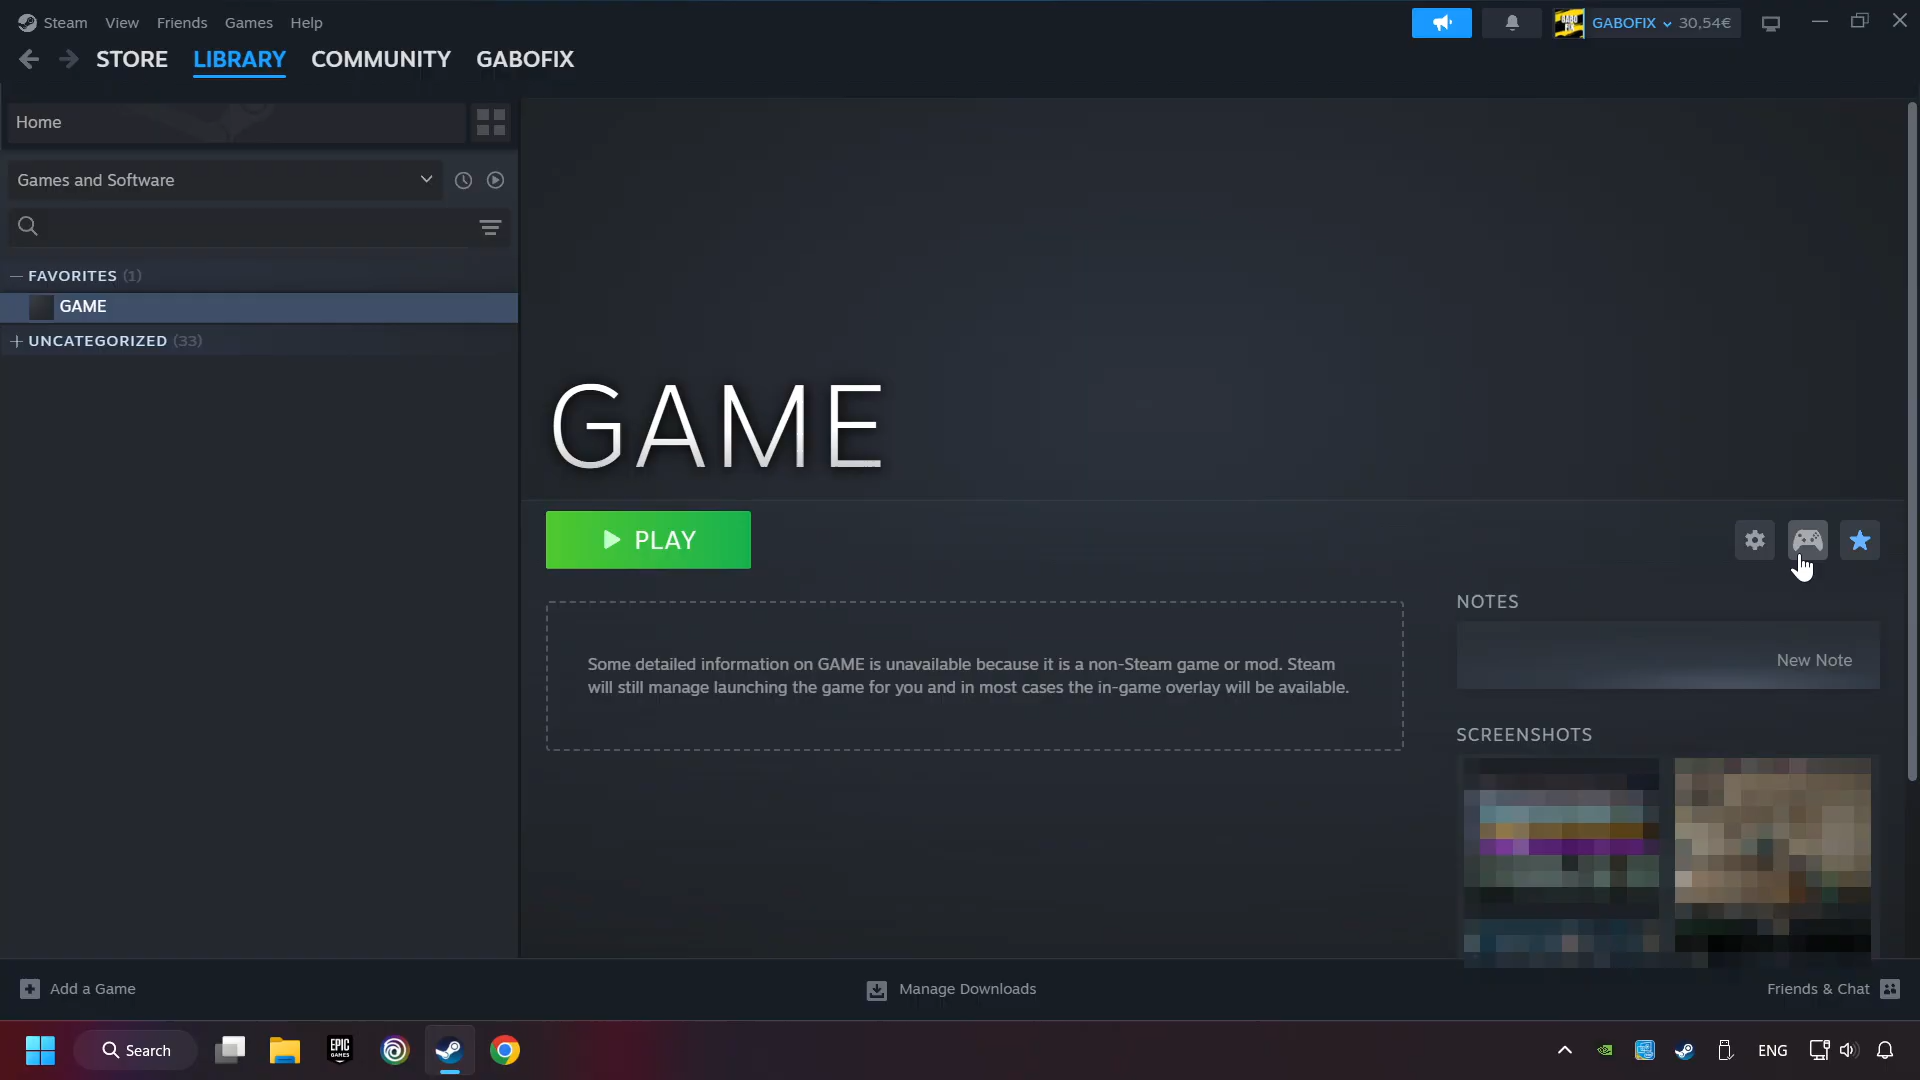 Steam View Friends Games Help
GABOFIX 30,54€
STORE LIBRARY COMMUNITY GABOFIX
Home
Games and Software
FAVORITES (1)
GAME
UNCATEGORIZED (33)
GAME
PLAY
NOTES
New Note
Some detailed information on GAME is unavailable because it is a non-Steam game or mod. Steam
will still manage launching the game for you and in most cases the in-game overlay will be available.
SCREENSHOTS
Add a Game
Manage Downloads
Friends & Chat
Search
EPIC
GAMES
ENG